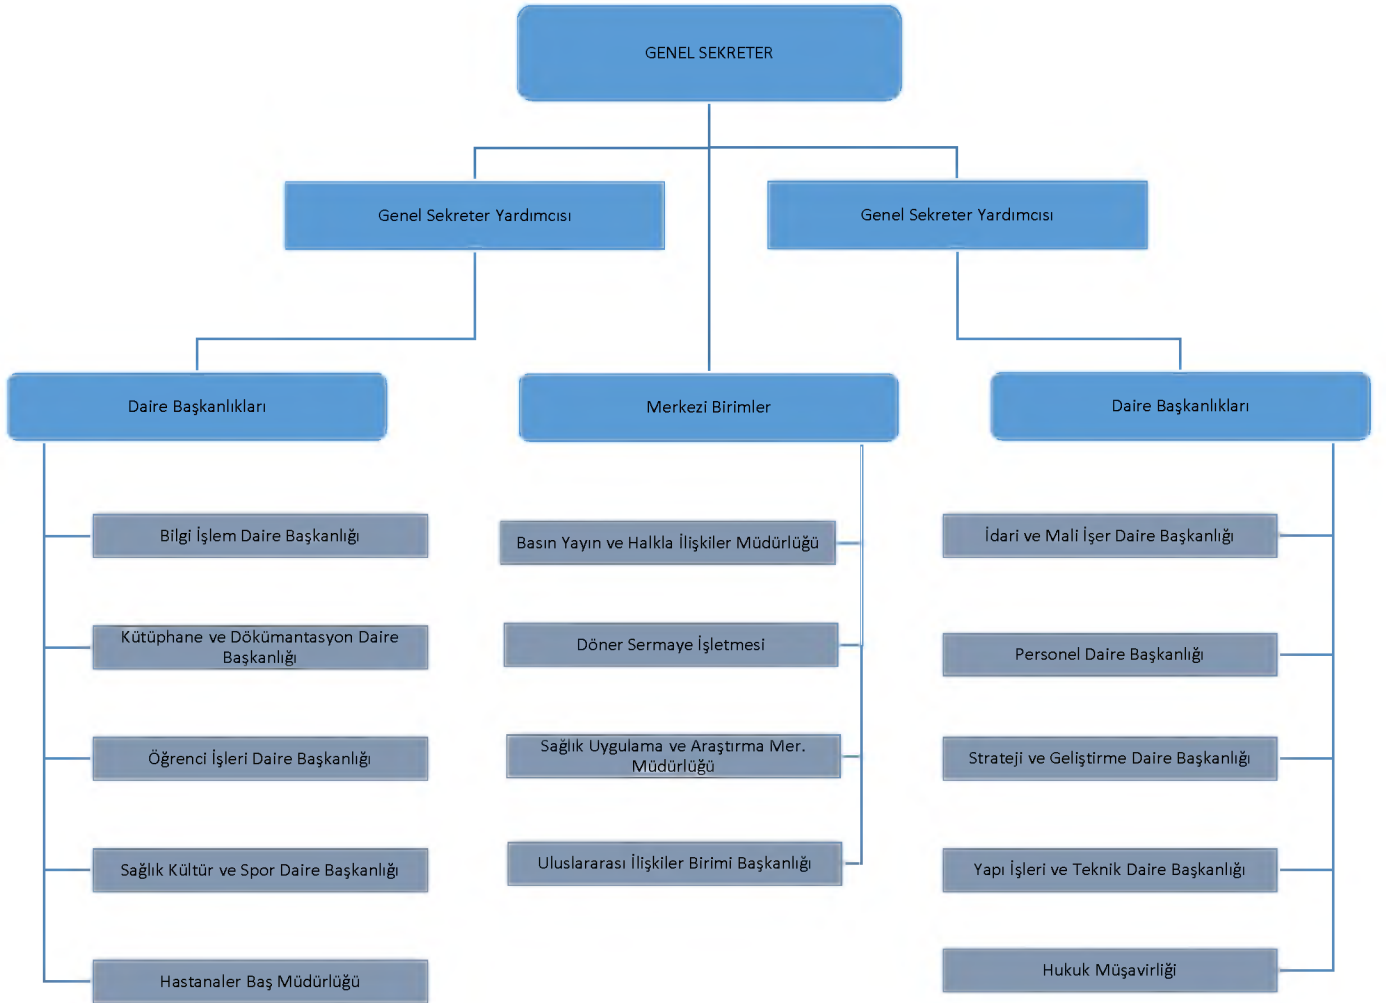 GENEL SEKRETER
Genel Sekreter Yardımcısı
Genel Sekreter Yardımcısı
Daire Başkanlıkları
Merkezi Birimler
Daire Başkanlıkları
Bilgi İşlem Daire Başkanlığı
Kütüphane ve Dökümantasyon Daire
Başkanlığı
Öğrenci İşleri Daire Başkanlığı
Sağlık Kültür ve Spor Daire Başkanlığı
Hastanaler Baş Müdürlüğü
Basın Yayın ve Halkla İlişkiler Müdürlüğü
Döner Sermaye İşletmesi
Sağlık Uygulama ve Araştırma Mer.
Müdürlüğü
Uluslararası İlişkiler Birimi Başkanlığı
İdari ve Mali İşer Daire Başkanlığı
Personel Daire Başkanlığı
Strateji ve Geliştirme Daire Başkanlığı
Yapı İşleri ve Teknik Daire Başkanlığı
Hukuk Müşavirliği